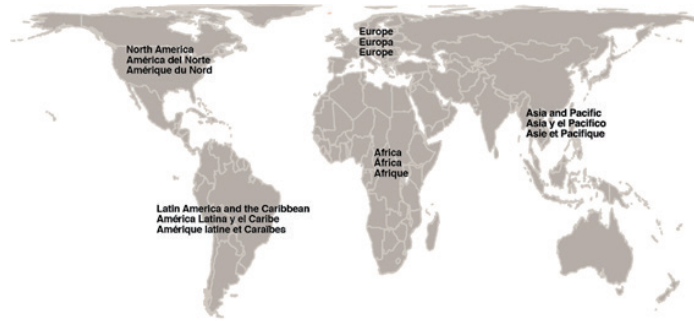 North America
América del Norte
Amérique du Nord
Europe
Europa
Europe
Asia and Pacific
Asia y el Pacífico
Asie et Pacifique
Africa
África
Afrique
Latin America and the Caribbean
América Latina y el Caribe
Amérique latine et Caraïbes